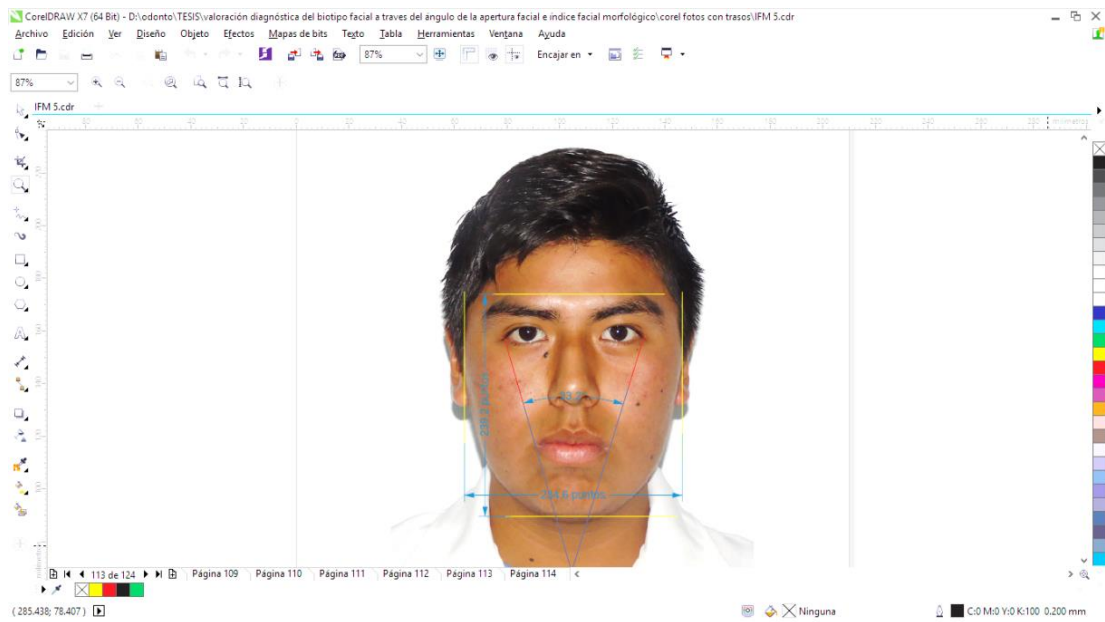 CorelDRAW X7 (64 Bit) - D:\odonto\TESIS\valoración diagnóstica del biotipo facial a traves del ángulo de la apertura facial e indice facial morfológico\corel fotos con trasos\IFM 5.cdr
Archivo Edición Ver Diseño Objeto Efectos Mapas de bits Texto Tabla Herramientas Ventana Ayuda
87% Encajar en
87%
IFM 5.cdr
puntos
puntos
113 de 124 Página 109 Página 110 Página 111 Página 112 Página 113 Página 114
( 285.438; 78.407 ) Ninguna C:0 M:0 Y:0 K:100 0.200 mm